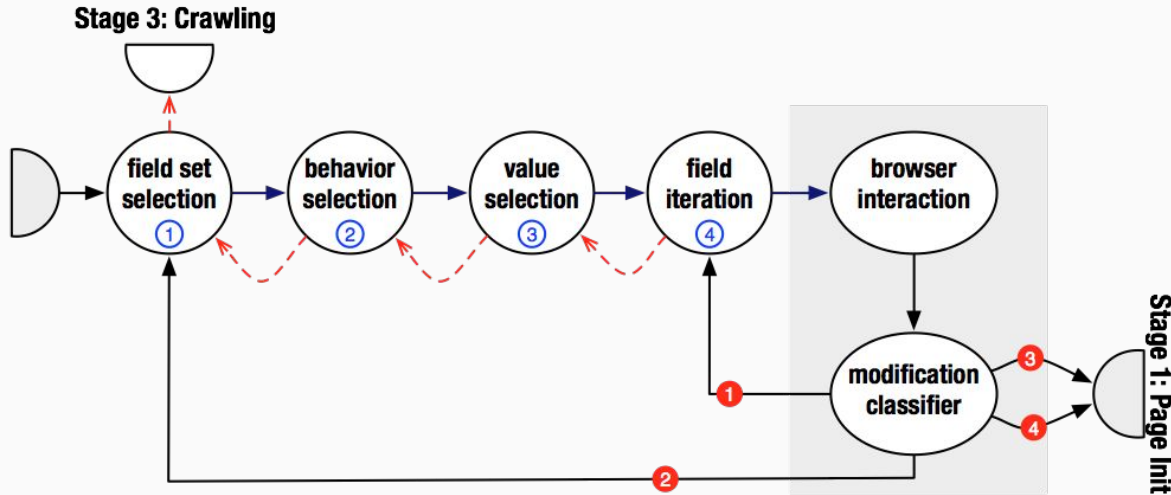 Stage 3: Crawling
field set
selection
1
behavior
selection
2
value
selection
3
field
iteration
4
browser
interaction
modification
classifier
1
2
3
4
Stage 1: Page Init